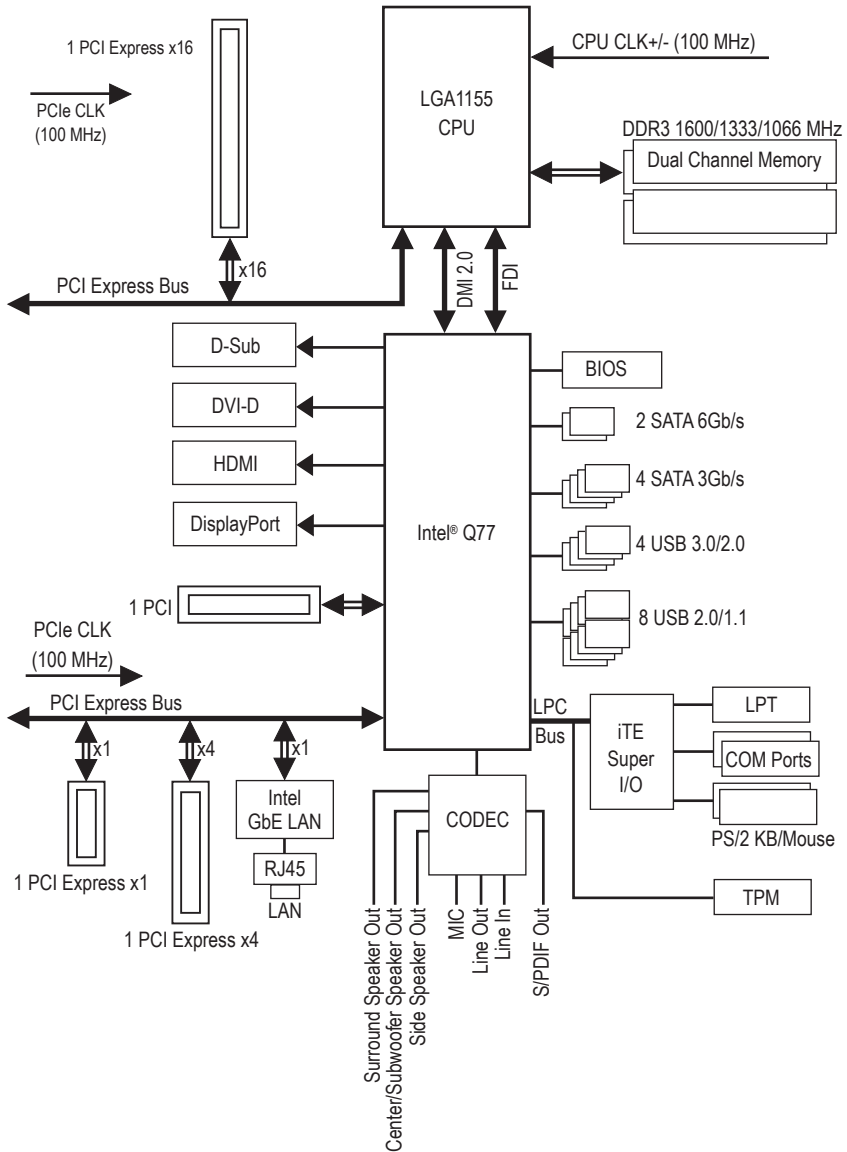 1 PCI Express x16
PCIe CLK
(100 MHz)
LGA1155
CPU
CPU CLK+/- (100 MHz)
DDR3 1600/1333/1066 MHz
Dual Channel Memory
x16
PCI Express Bus
DMI 2.0
FDI
D-Sub
DVI-D
HDMI
DisplayPort
1 PCI
Intel® Q77
BIOS
2 SATA 6Gb/s
4 SATA 3Gb/s
4 USB 3.0/2.0
8 USB 2.0/1.1
PCIe CLK
(100 MHz)
PCI Express Bus
x1
x4
x1
1 PCI Express x1
1 PCI Express x4
Intel
GbE LAN
RJ45
LAN
LPC
Bus
iTE
Super
I/O
LPT
COM Ports
PS/2 KB/Mouse
TPM
CODEC
Surround Speaker Out
Center/Subwoofer Speaker Out
Side Speaker Out
MIC
Line Out
Line In
S/PDIF Out